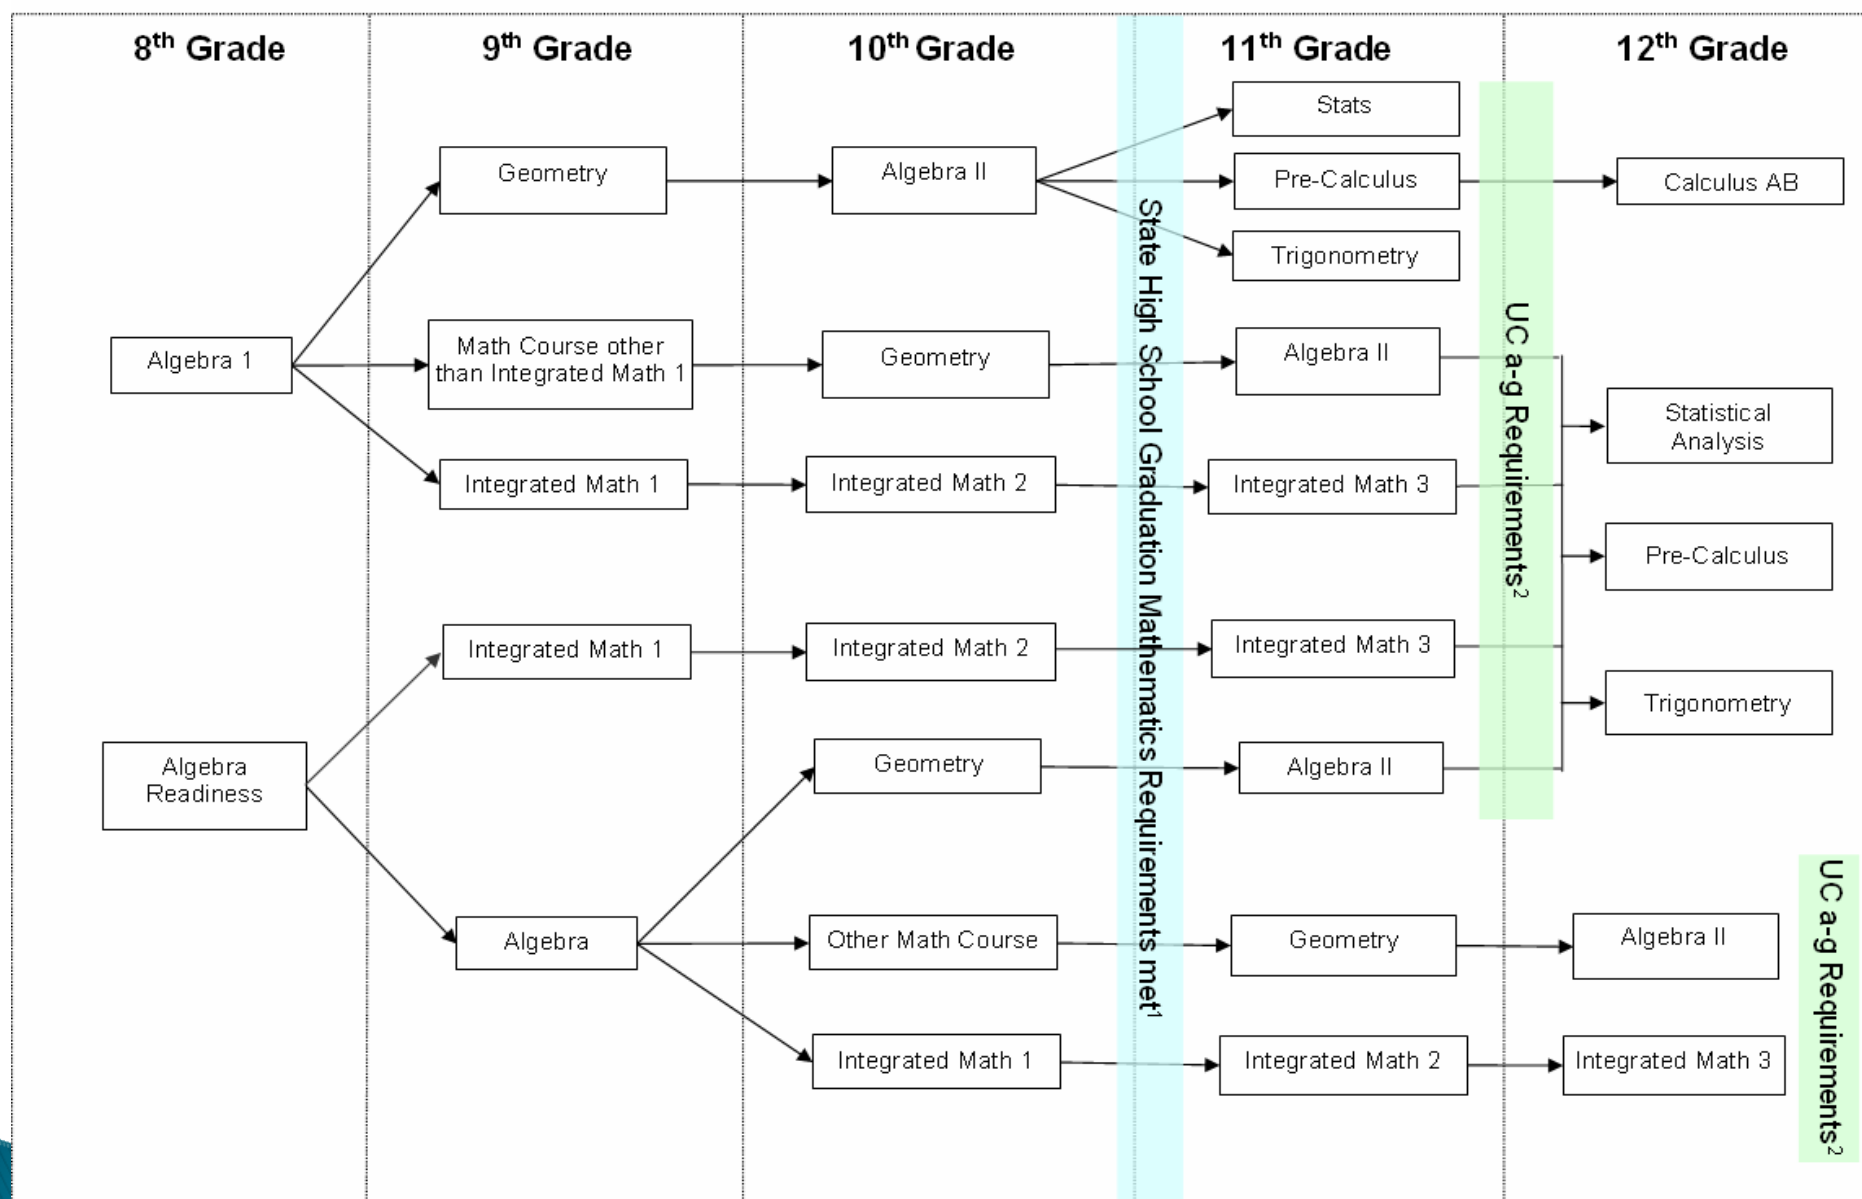 8th Grade
9th Grade
10th Grade
11th Grade
12th Grade
Algebra 1
Algebra
Readiness
Geometry
Math Course other
than Integrated Math 1
Integrated Math 1
Integrated Math 1
Algebra
Algebra II
Geometry
Integrated Math 2
Integrated Math 2
Geometry
Other Math Course
Integrated Math 1
State High School Graduation Mathematics Requirements met1
Stats
Pre-Calculus
Trigonometry
Algebra II
Integrated Math 3
Integrated Math 3
Algebra II
Geometry
Integrated Math 2
UC a-g Requirements2
Calculus AB
Statistical
Analysis
Pre-Calculus
Trigonometry
Algebra II
Integrated Math 3
UC a-g Requirements2